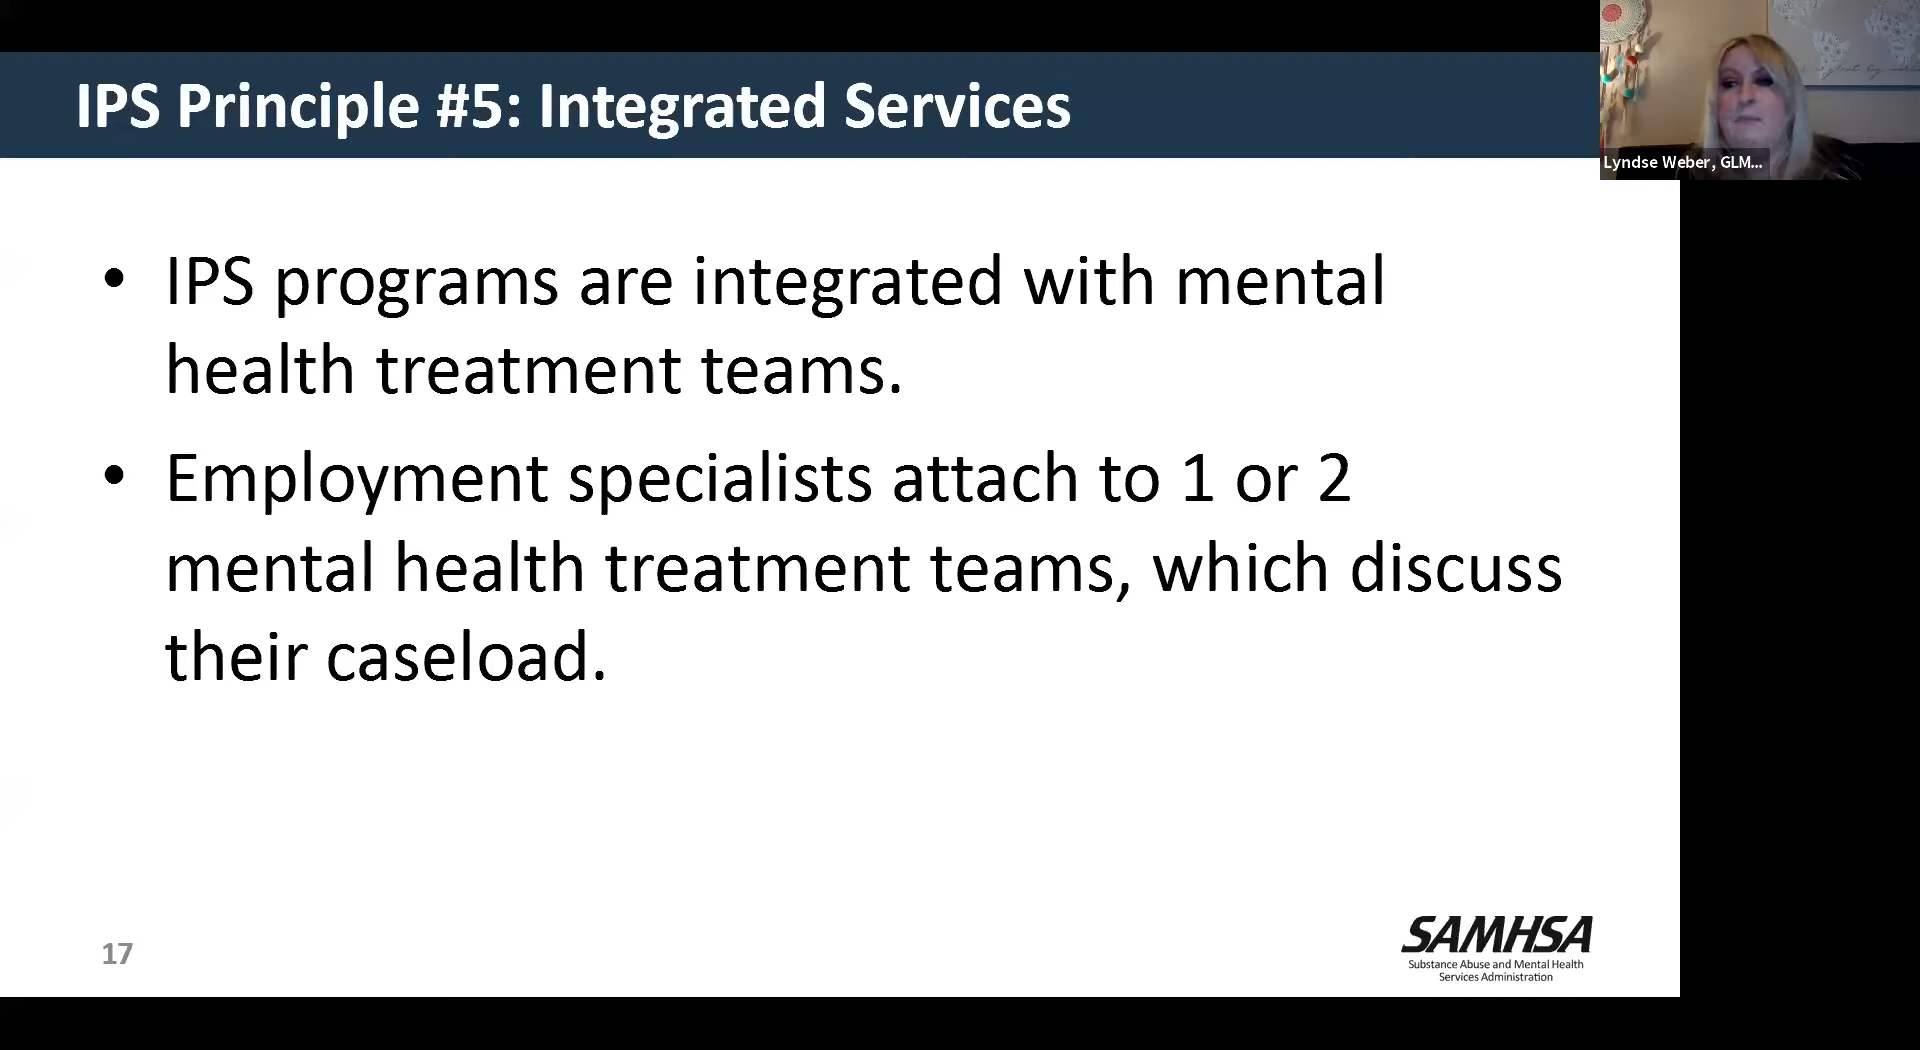 IPS Principle #5: Integrated Services
Lyndse Weber, GLM...
• IPS programs are integrated with mental
health treatment teams.
• Employment specialists attach to 1 or 2
mental health treatment teams, which discuss
their caseload.
17
SAMHSA
Substance Abuse and Mental Health
Services Administration